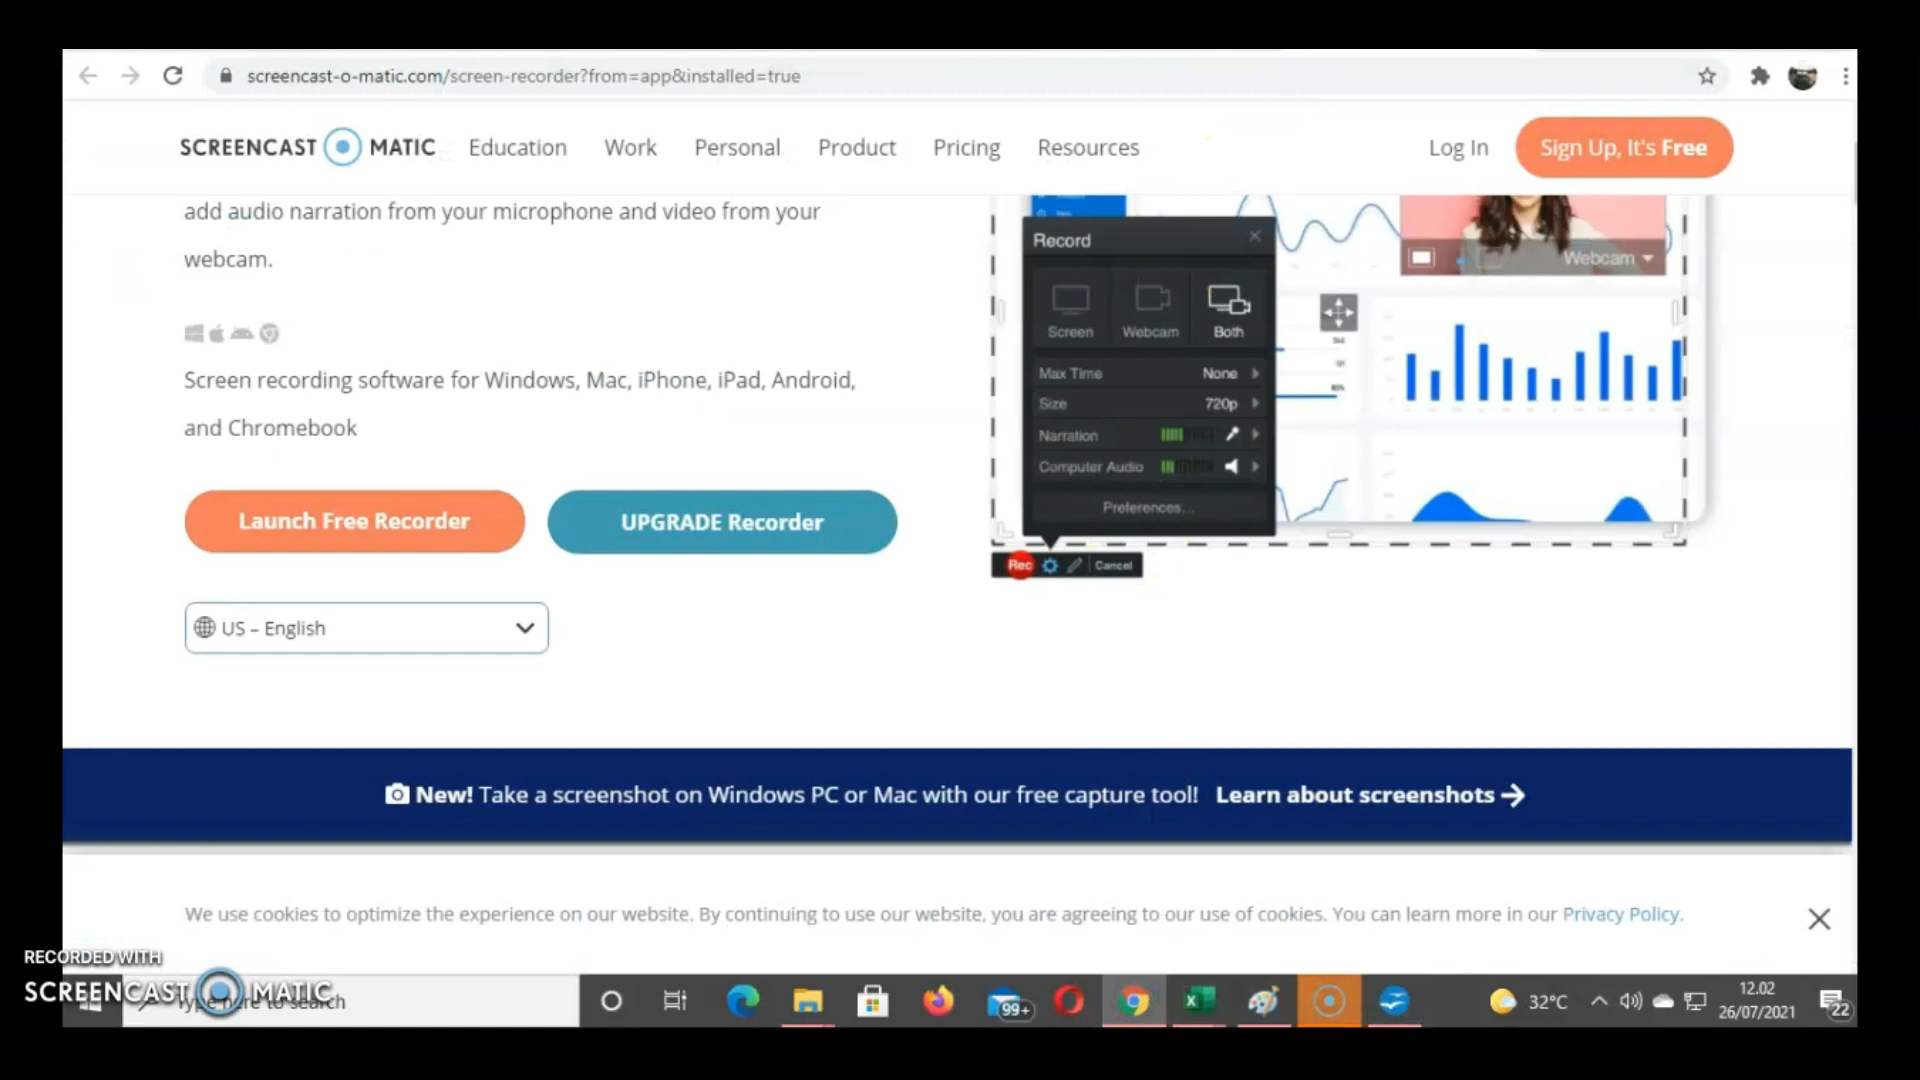 screencast-o-matic.com/screen-recorder?from=app&installed=true
SCREENCAST MATIC Education Work Personal Product Pricing Resources Log In Sign Up, It's Free
add audio narration from your microphone and video from your
webcam.
Screen recording software for Windows, Mac, iPhone, iPad, Android,
and Chromebook
Launch Free Recorder UPGRADE Recorder
US – English
Record
Webcam
Screen Webcam Both
Max Time None
Size 720p
Narration
Computer Audio
Preferences...
Rec Cancel
New! Take a screenshot on Windows PC or Mac with our free capture tool! Learn about screenshots
We use cookies to optimize the experience on our website. By continuing to use our website, you are agreeing to our use of cookies. You can learn more in our Privacy Policy.
RECORDED WITH
SCREENCAST MATIC
Type here to search
99+
32°C
12.02
26/07/2021
22